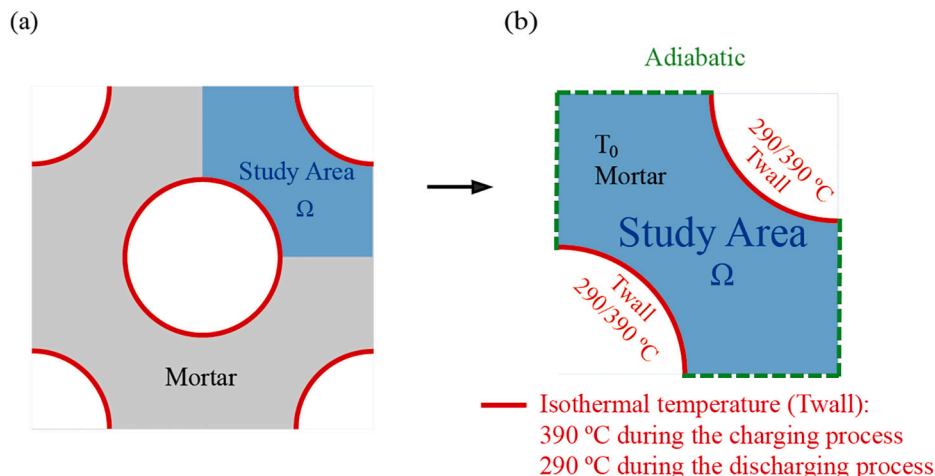 (a)
Study Area
Ω
Mortar
(b)
Adiabatic
T₀
Mortar
290/390 ºC
Twall
Study Area
Ω
Twall
290/390 ºC
Isothermal temperature (Twall):
390 ºC during the charging process
290 ºC during the discharging process